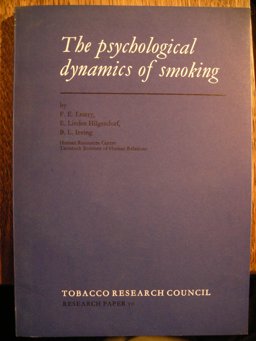 The psychological
dynamics of smoking
by
F. E. Emery,
E. Linden Hilgendorf,
B. L. Irving
Human Resources Centre
Tavistock Institute of Human Relations
TOBACCO RESEARCH COUNCIL
RESEARCH PAPER 10